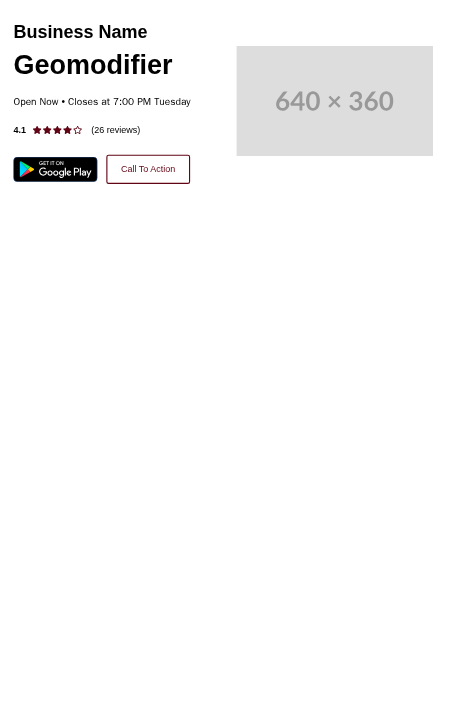 Business Name
Geomodifier
Open Now • Closes at 7:00 PM Tuesday
4.1 (26 reviews)
GET IT ON
Google Play
Call To Action
640 × 360